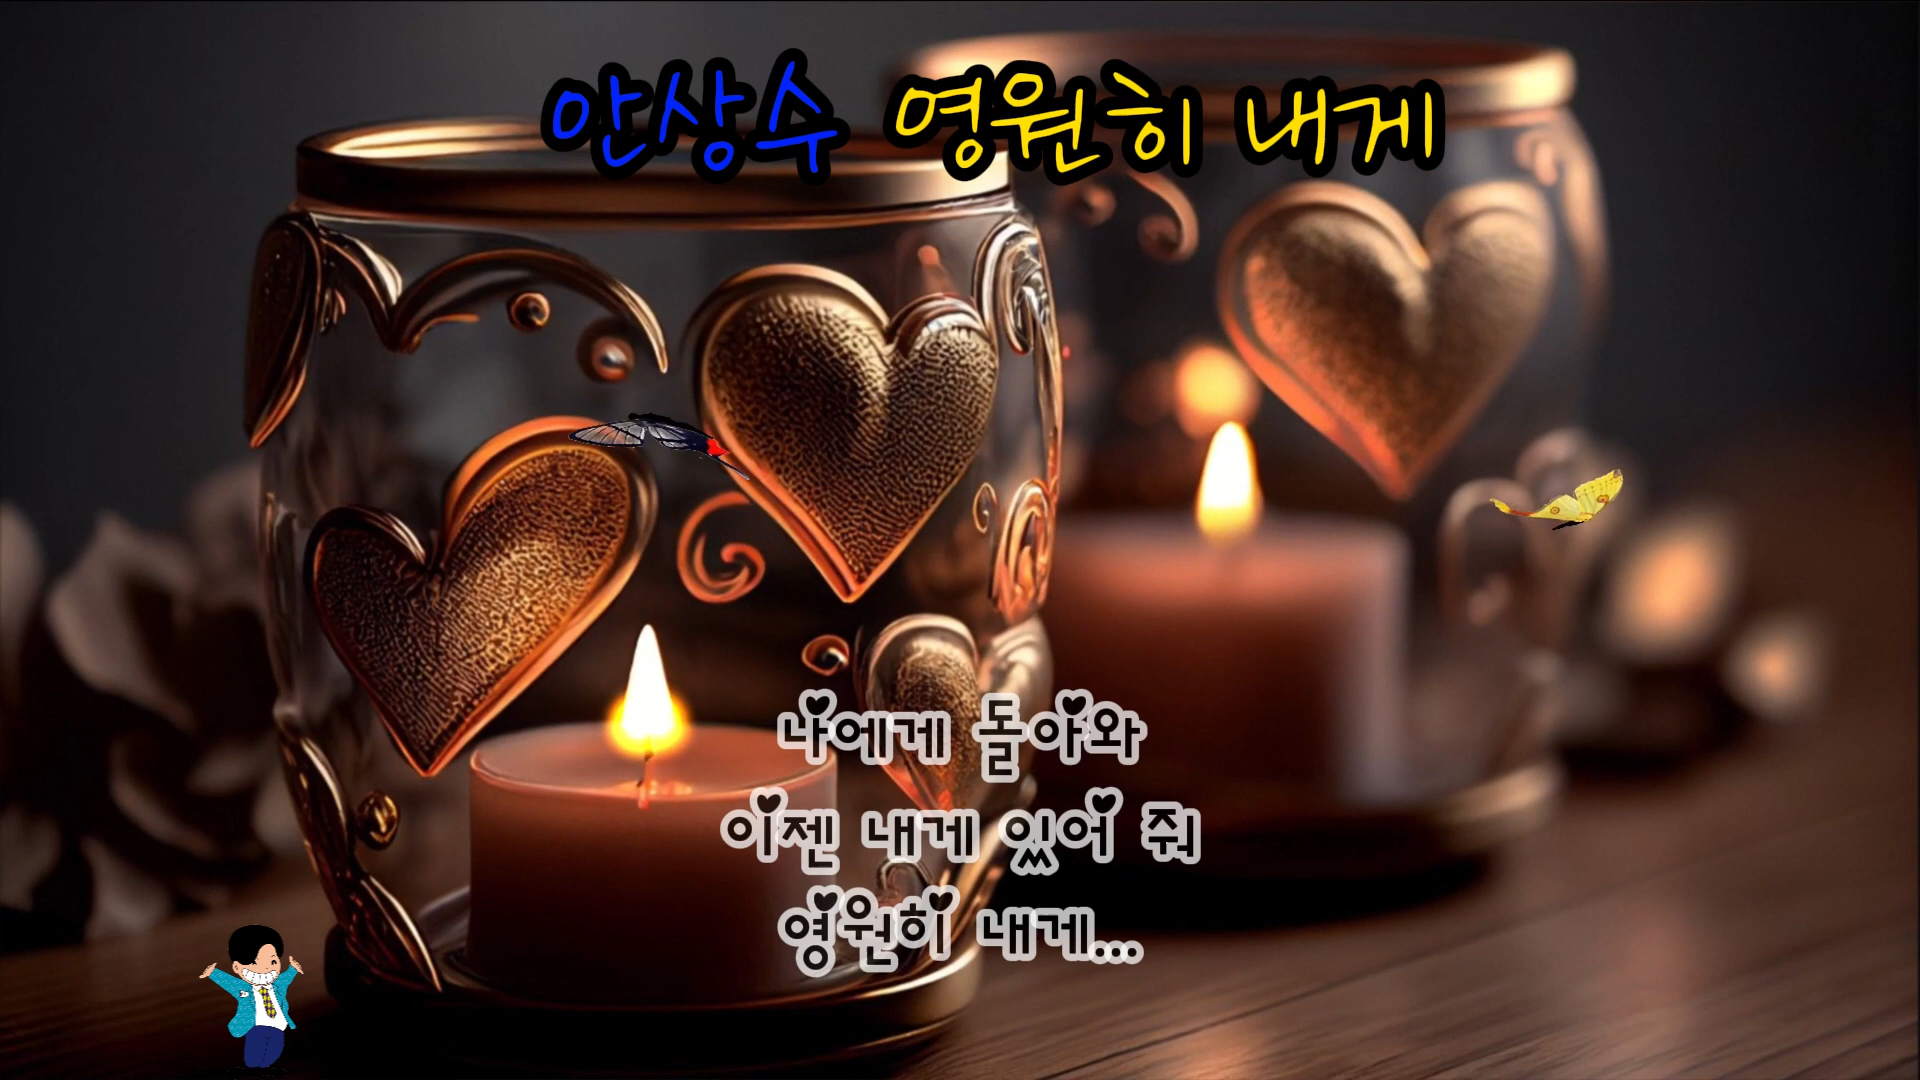 안상수 영원히 내게
나에게 돌아와
이젠 내게 있어 줘
영원히 내게...